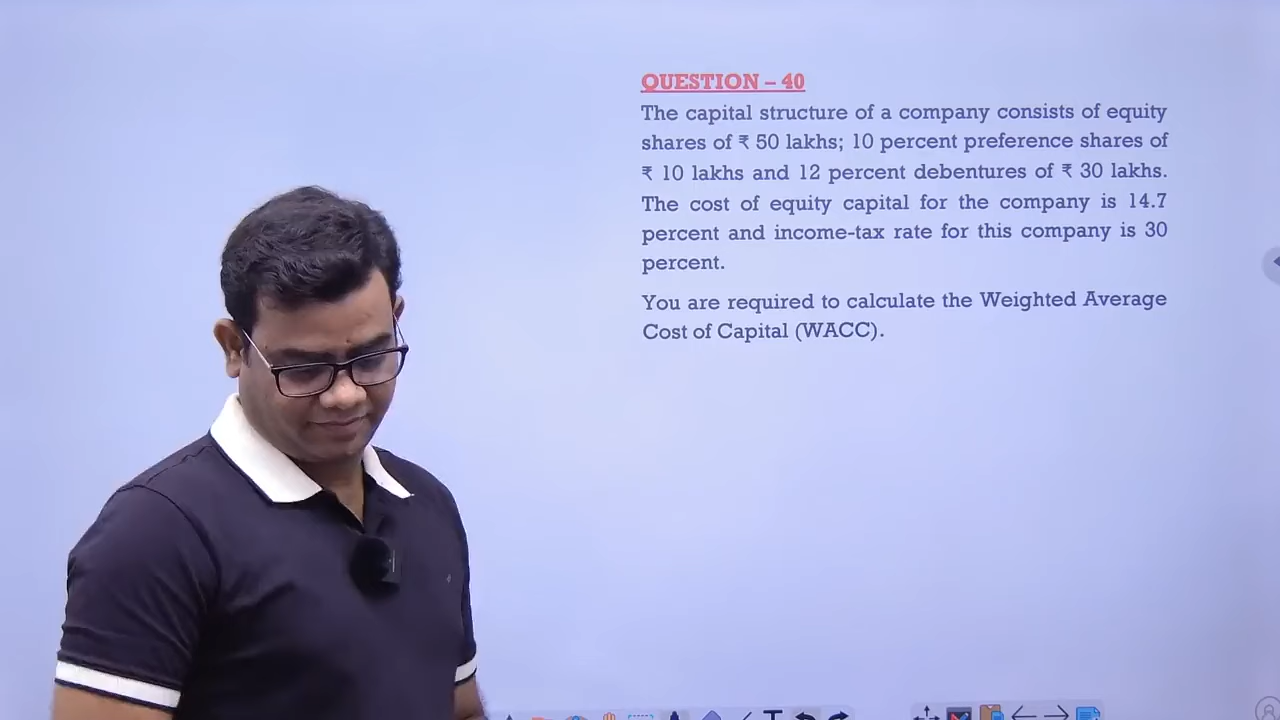 QUESTION – 40
The capital structure of a company consists of equity
shares of ₹ 50 lakhs; 10 percent preference shares of
₹ 10 lakhs and 12 percent debentures of ₹ 30 lakhs.
The cost of equity capital for the company is 14.7
percent and income-tax rate for this company is 30
percent.
You are required to calculate the Weighted Average
Cost of Capital (WACC).